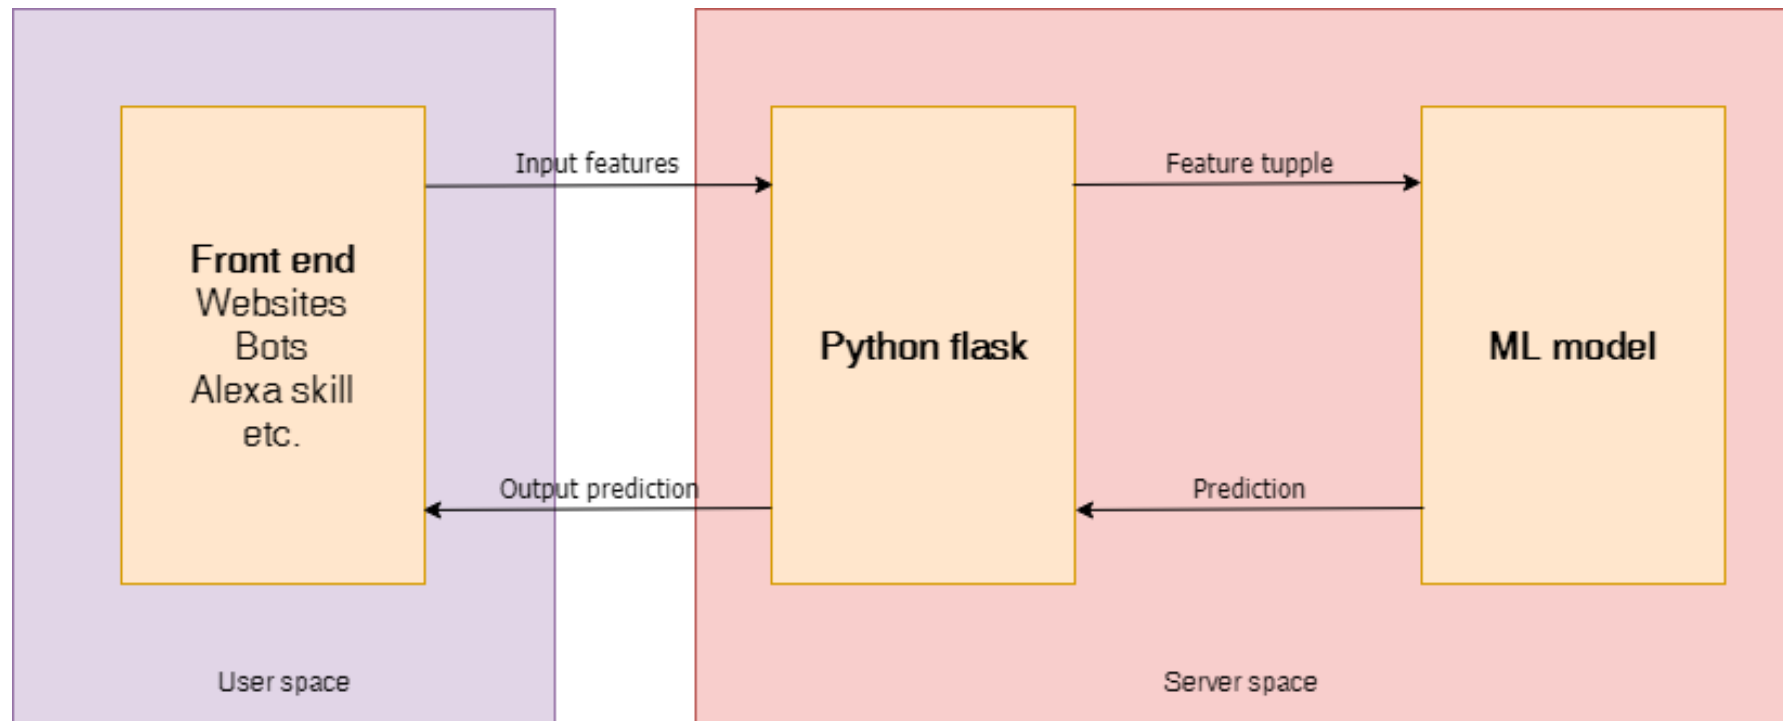 Front end
Websites
Bots
Alexa skill
etc.
Input features
Output prediction
Python flask
Feature tupple
Prediction
ML model
User space
Server space